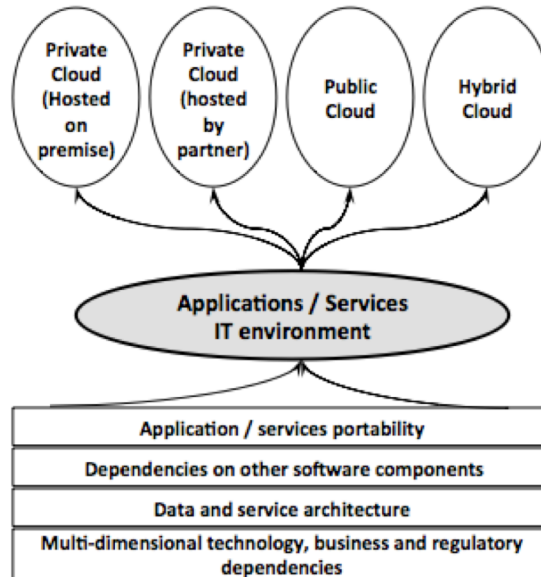 Private
Cloud
(Hosted
on
premise)
Private
Cloud
(hosted
by
partner)
Public
Cloud
Hybrid
Cloud
Applications / Services
IT environment
Application / services portability
Dependencies on other software components
Data and service architecture
Multi-dimensional technology, business and regulatory
dependencies